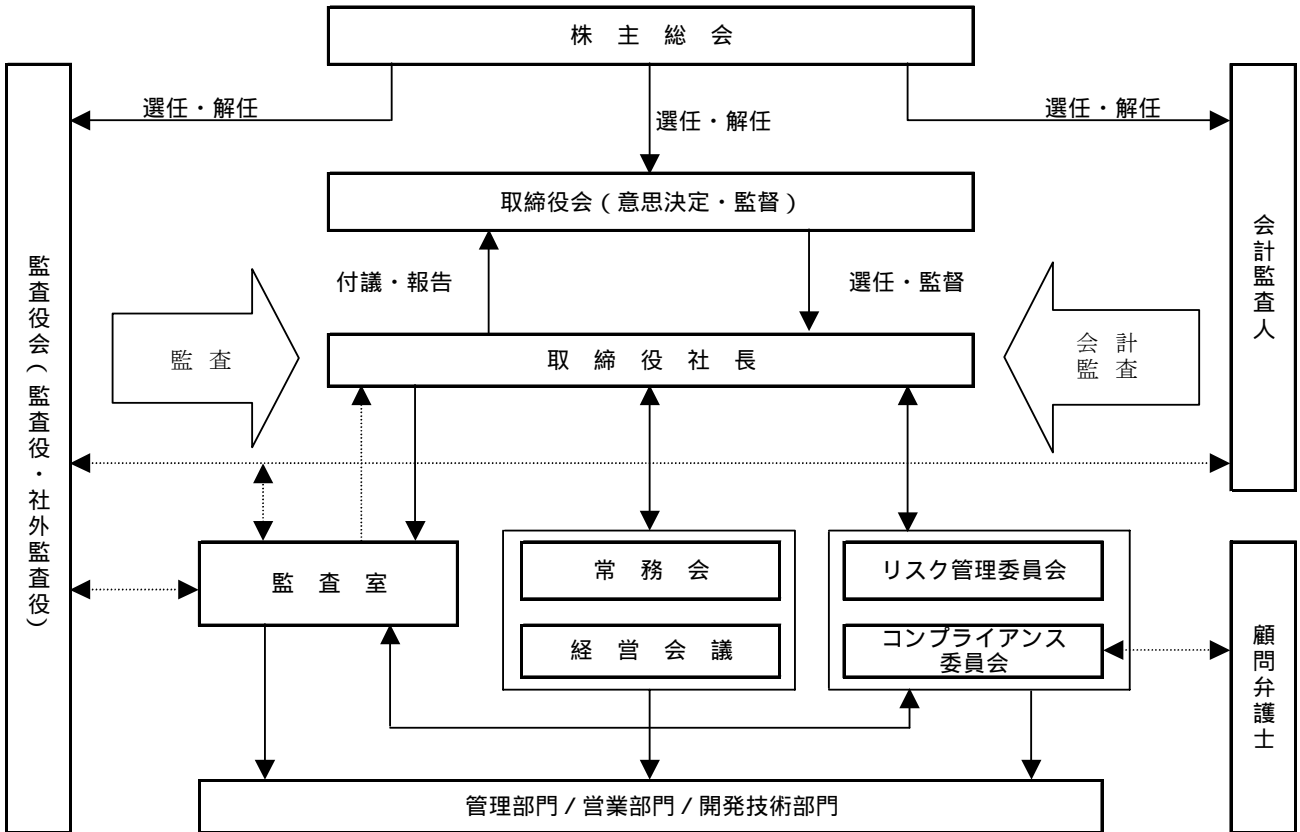 株主総会
選任・解任
選任・解任
選任・解任
取締役会(意思決定・監督)
付議・報告
選任・監督
監査役会(監査役・社外監査役)
会計監査人
監査
取締役社長
会計
監査
監査室
常務会
経営会議
リスク管理委員会
コンプライアンス
委員会
顧問弁護士
管理部門/営業部門/開発技術部門